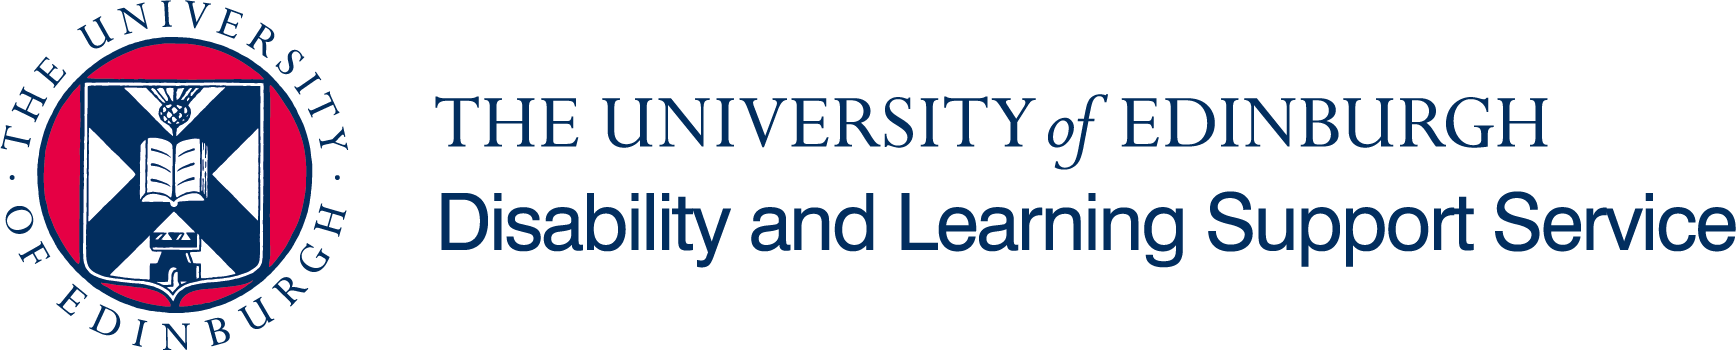 THE UNIVERSITY
OF EDINBURGH
THE UNIVERSITY of EDINBURGH
Disability and Learning Support Service